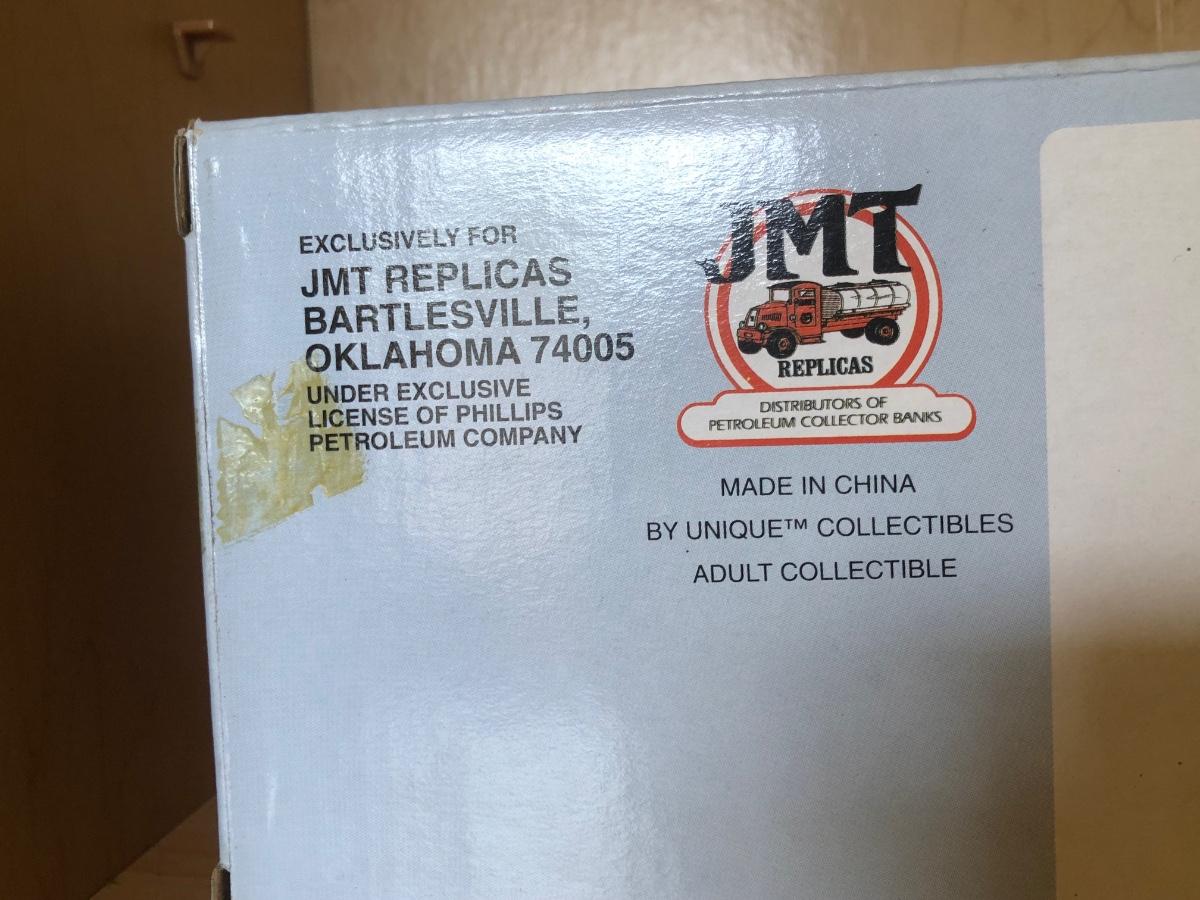 EXCLUSIVELY FOR
JMT REPLICAS
BARTLESVILLE,
OKLAHOMA 74005
UNDER EXCLUSIVE
LICENSE OF PHILLIPS
PETROLEUM COMPANY
JMT
REPLICAS
DISTRIBUTORS OF
PETROLEUM COLLECTOR BANKS
MADE IN CHINA
BY UNIQUE™ COLLECTIBLES
ADULT COLLECTIBLE